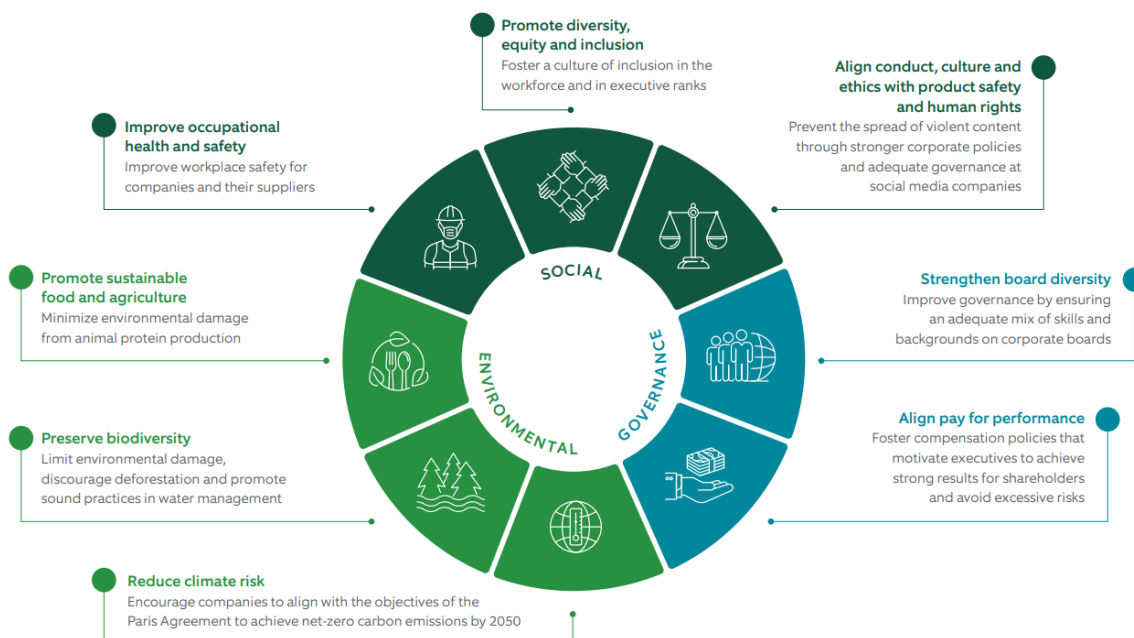 Promote diversity,
equity and inclusion
Foster a culture of inclusion in the
workforce and in executive ranks
Align conduct, culture and
ethics with product safety
and human rights
Prevent the spread of violent content
through stronger corporate policies
and adequate governance at
social media companies
Improve occupational
health and safety
Improve workplace safety for
companies and their suppliers
SOCIAL
Promote sustainable
food and agriculture
Minimize environmental damage
from animal protein production
Strengthen board diversity
Improve governance by ensuring
an adequate mix of skills and
backgrounds on corporate boards
ENVIRONMENTAL
GOVERNANCE
Preserve biodiversity
Limit environmental damage,
discourage deforestation and promote
sound practices in water management
Align pay for performance
Foster compensation policies that
motivate executives to achieve
strong results for shareholders
and avoid excessive risks
Reduce climate risk
Encourage companies to align with the objectives of the
Paris Agreement to achieve net-zero carbon emissions by 2050